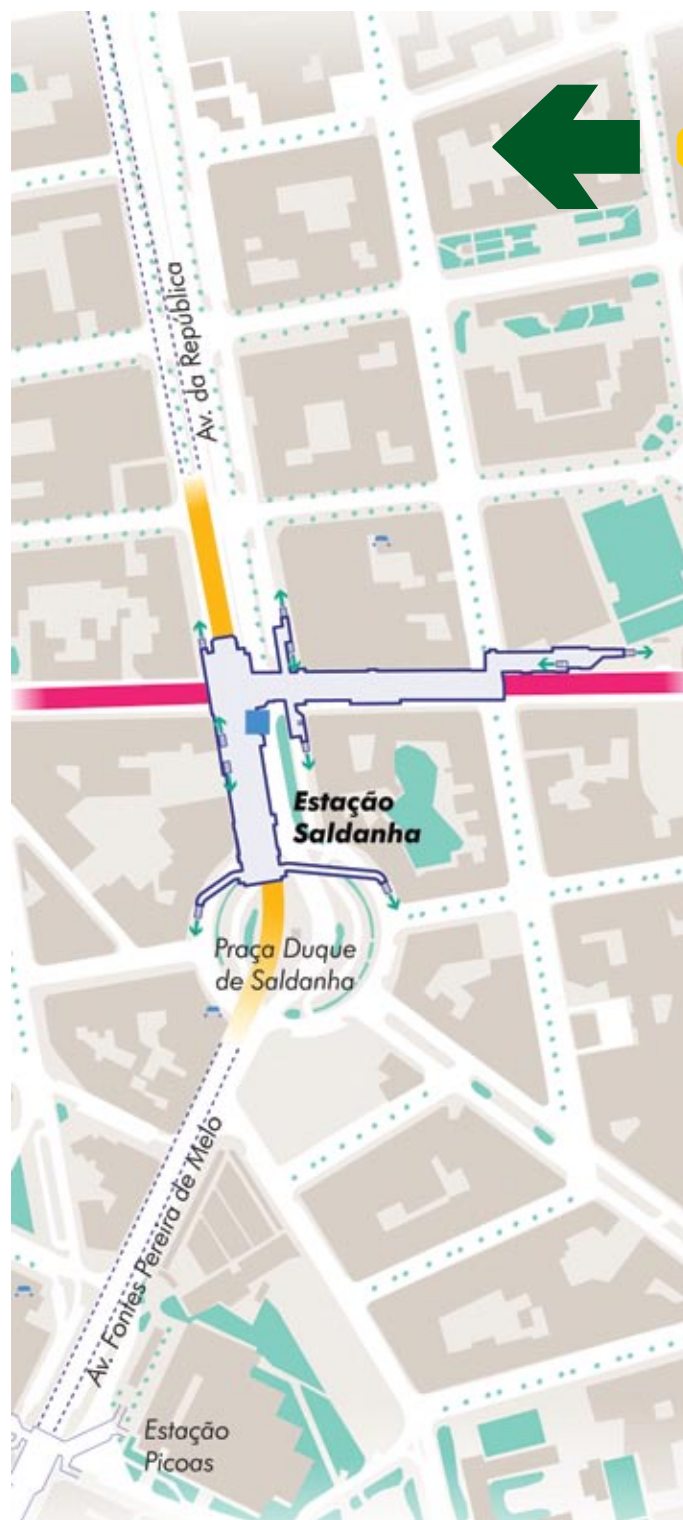 Av. da República
Estação
Saldanha
Praça Duque
de Saldanha
Av. Fontes Pereira de Melo
Estação
Picoas